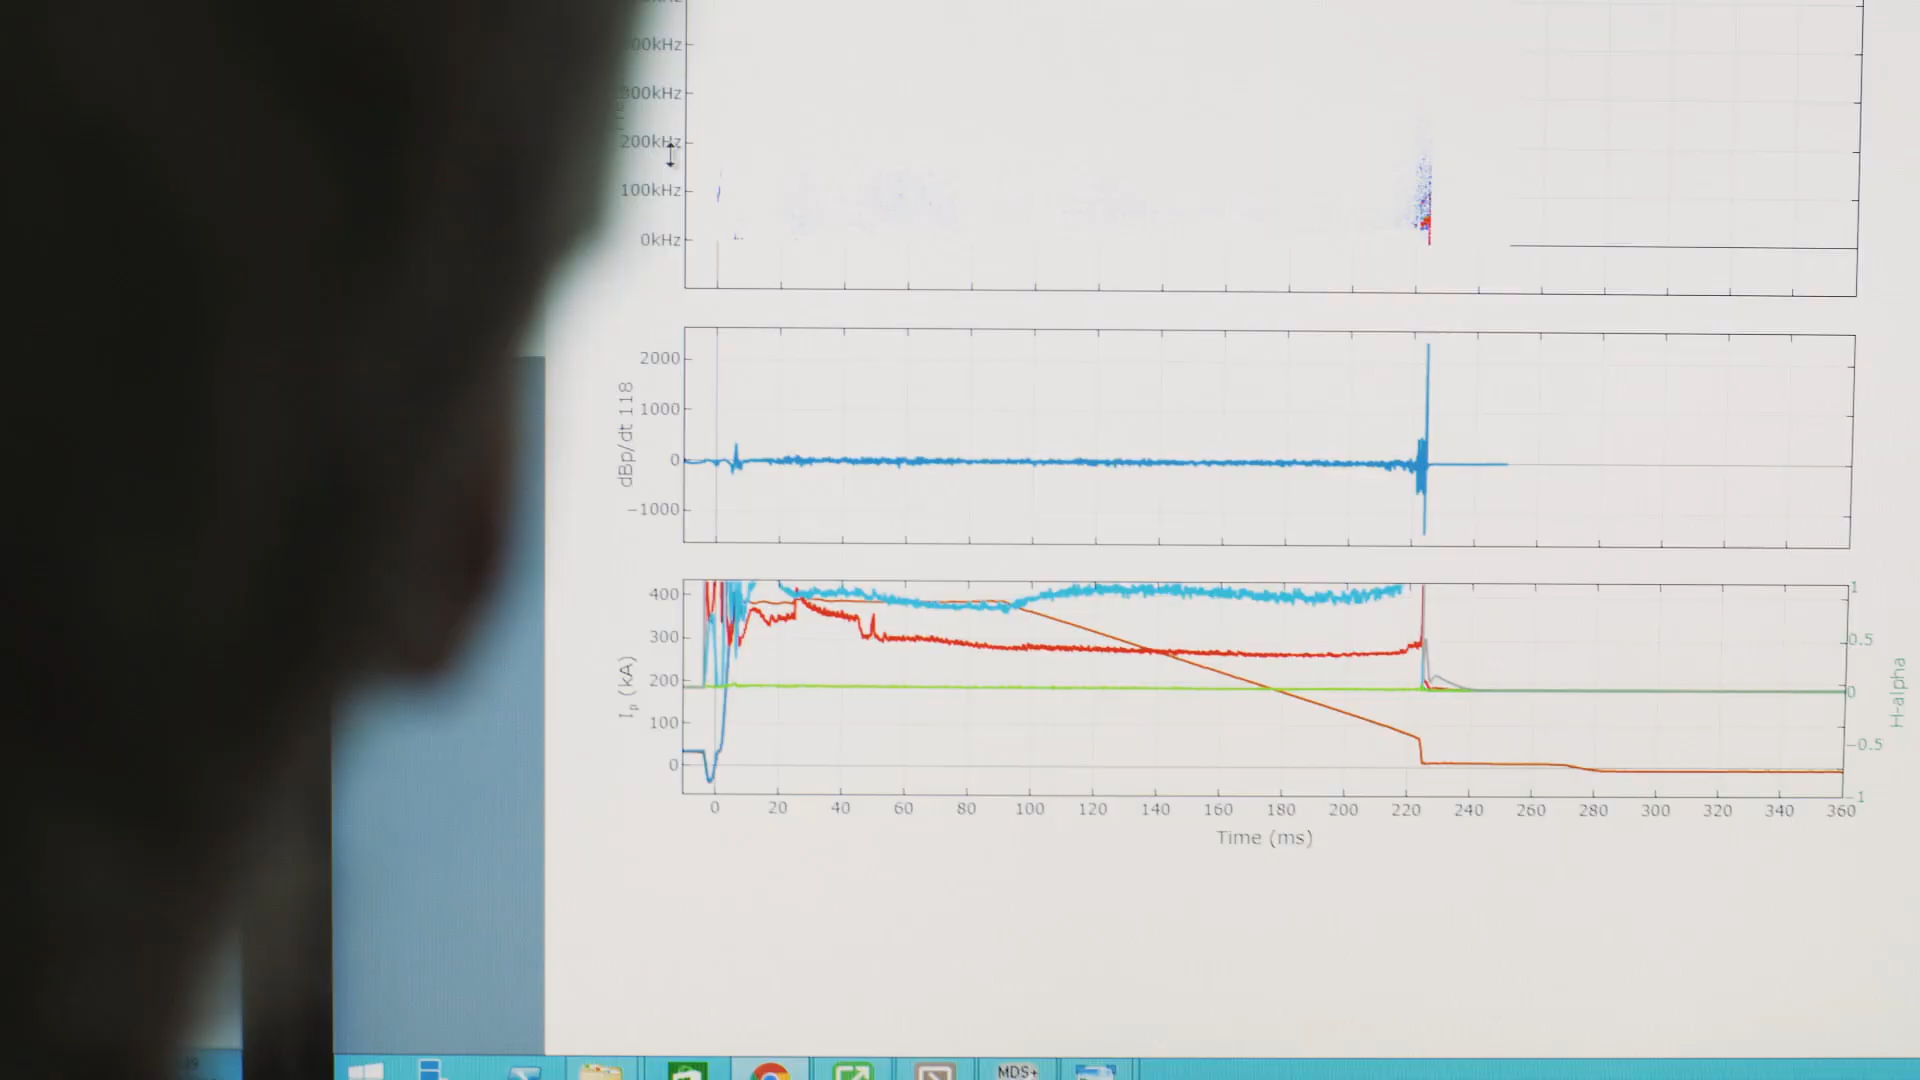 300kHz
200kHz
100kHz
0kHz
2000
1000
0
−1000
dBp/dt 118
400
300
200
100
0
Ip (kA)
1
0.5
0
−0.5
−1
H-alpha
0 20 40 60 80 100 120 140 160 180 200 220 240 260 280 300 320 340 360
Time (ms)
MDS+